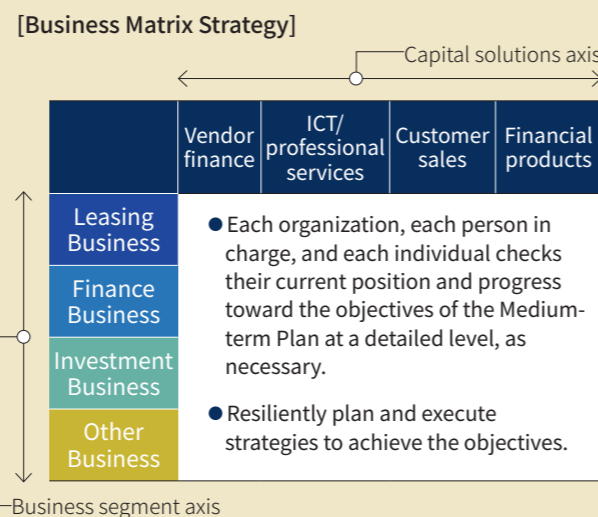 [Business Matrix Strategy]
Capital solutions axis
Vendor
finance
ICT/
professional
services
Customer
sales
Financial
products
Leasing
Business
Finance
Business
Investment
Business
Other
Business
● Each organization, each person in
charge, and each individual checks
their current position and progress
toward the objectives of the Medium-
term Plan at a detailed level, as
necessary.
● Resiliently plan and execute
strategies to achieve the objectives.
Business segment axis